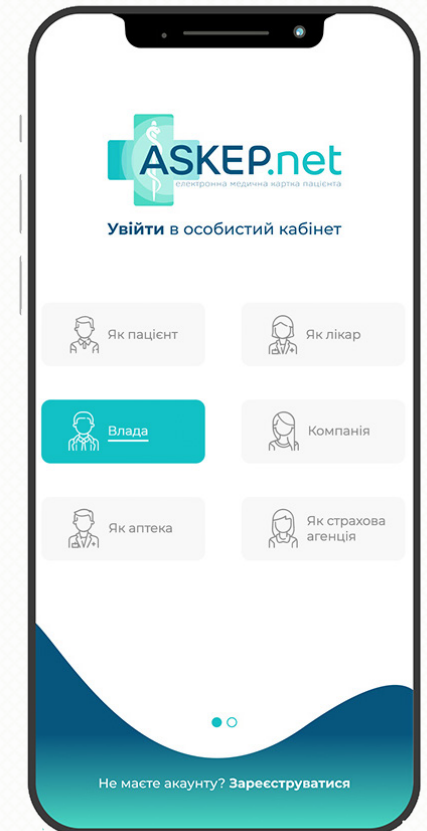 ASKEP.net
електронна медична картка пацієнта
Увійти в особистий кабінет
Як пацієнт
Як лікар
Влада
Компанія
Як аптека
Як страхова
агенція
Не маєте акаунту? Зареєструватися